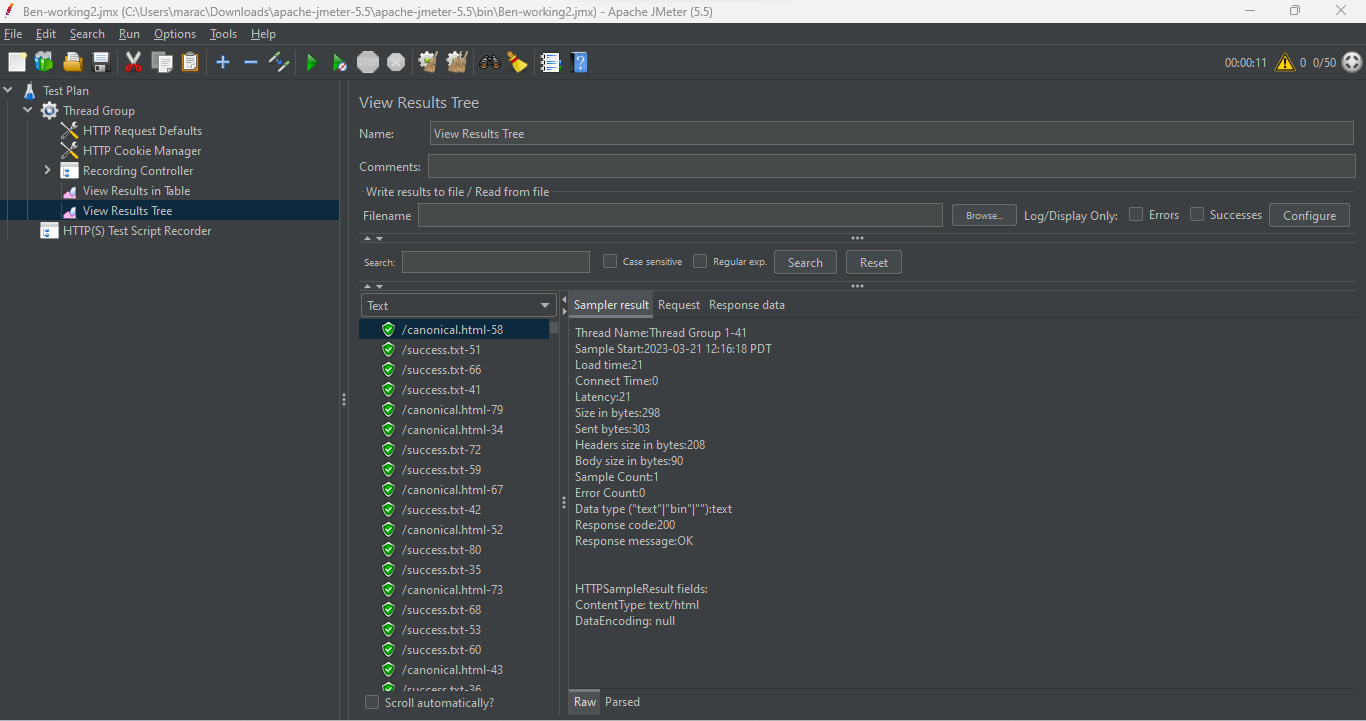 Ben-working2.jmx (C:\Users\marac\Downloads\apache-jmeter-5.5\apache-jmeter-5.5\bin\Ben-working2.jmx) - Apache JMeter (5.5)
File Edit Search Run Options Tools Help
STOP
00:00:11 0 0/50
Test Plan
Thread Group
HTTP Request Defaults
HTTP Cookie Manager
Recording Controller
View Results in Table
View Results Tree
HTTP(S) Test Script Recorder
View Results Tree
Name: View Results Tree
Comments:
Write results to file / Read from file
Filename Browse... Log/Display Only: Errors Successes Configure
Search: Case sensitive Regular exp. Search Reset
Text
/canonical.html-58
/success.txt-51
/success.txt-66
/success.txt-41
/canonical.html-79
/canonical.html-34
/success.txt-72
/success.txt-59
/canonical.html-67
/success.txt-42
/canonical.html-52
/success.txt-80
/success.txt-35
/canonical.html-73
/success.txt-68
/success.txt-53
/success.txt-60
/canonical.html-43
/success.txt-36
Scroll automatically?
Sampler result Request Response data
Thread Name:Thread Group 1-41
Sample Start:2023-03-21 12:16:18 PDT
Load time:21
Connect Time:0
Latency:21
Size in bytes:298
Sent bytes:303
Headers size in bytes:208
Body size in bytes:90
Sample Count:1
Error Count:0
Data type ("text"|"bin"|""):text
Response code:200
Response message:OK
HTTPSampleResult fields:
ContentType: text/html
DataEncoding: null
Raw Parsed